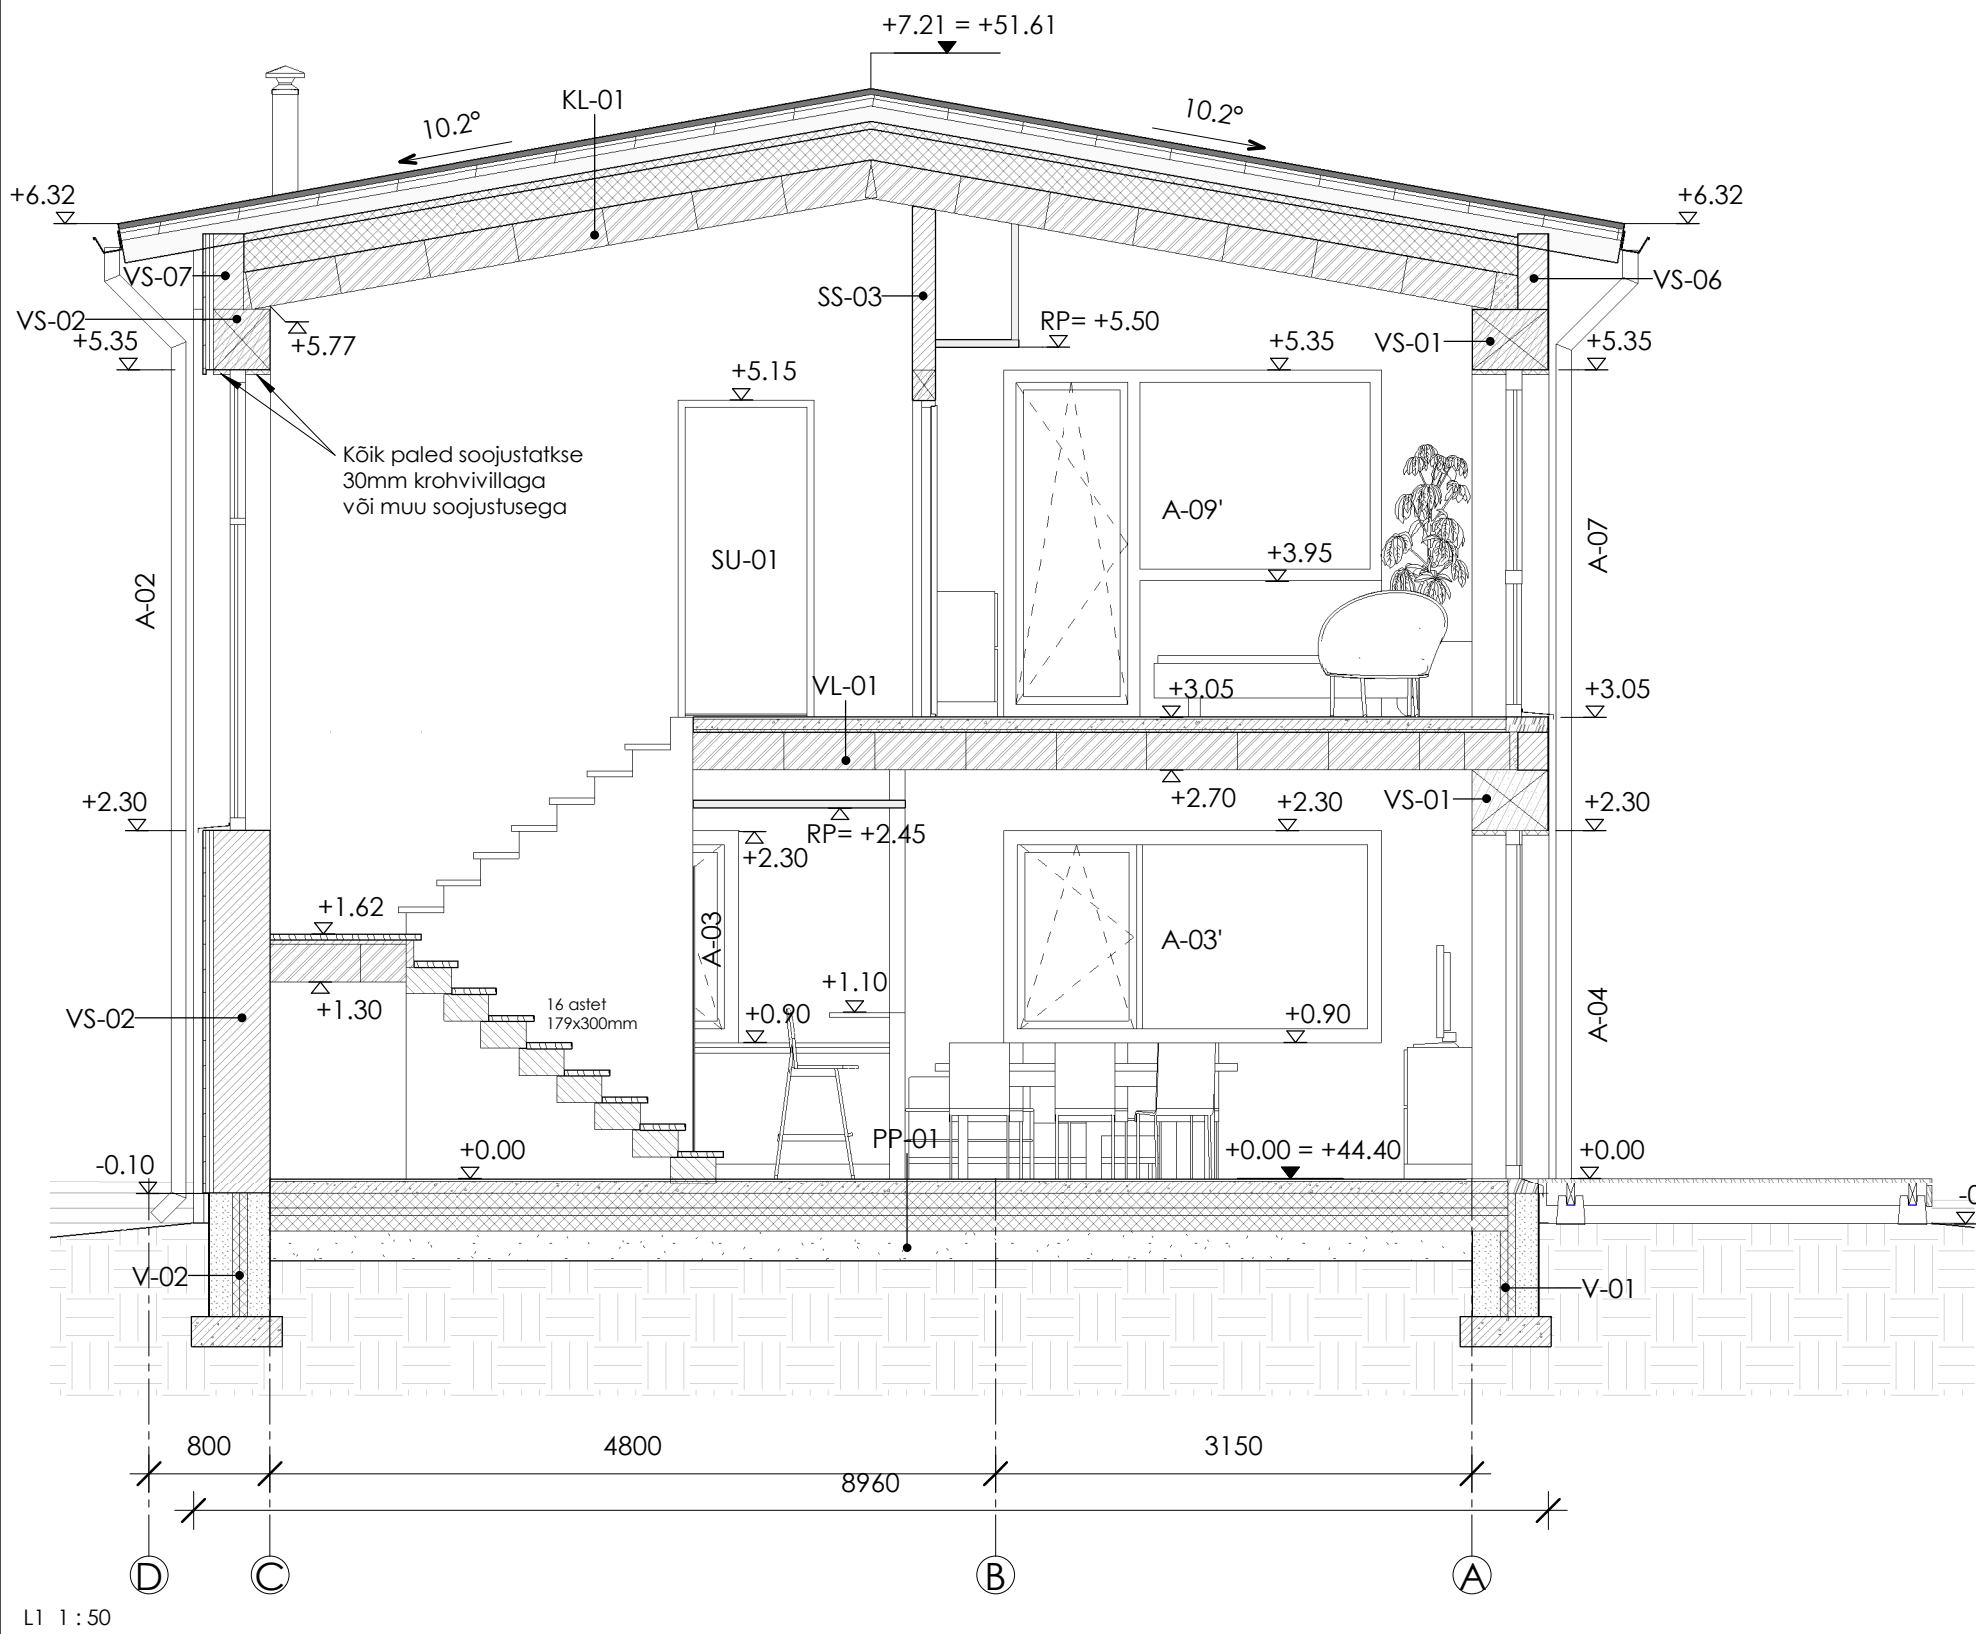 +7.21 = +51.61
KL-01
10.2°
10.2°
+6.32
+6.32
VS-07
VS-06
SS-03
VS-02
RP= +5.50
+5.77
+5.35
+5.35
VS-01
+5.35
+5.15
Kõik paled soojustatkse
30mm krohvivillaga
või muu soojustusega
A-09'
A-07
SU-01
+3.95
A-02
VL-01
+3.05
+3.05
+2.70
+2.30
+2.30
VS-01
+2.30
RP= +2.45
+2.30
+1.62
A-03
A-03'
+1.10
+1.30
16 astet
179x300mm
+0.90
+0.90
A-04
VS-02
PP-01
+0.00
+0.00 = +44.40
+0.00
-0.10
V-02
V-01
800
4800
3150
8960
D
C
B
A
L1 1 : 50